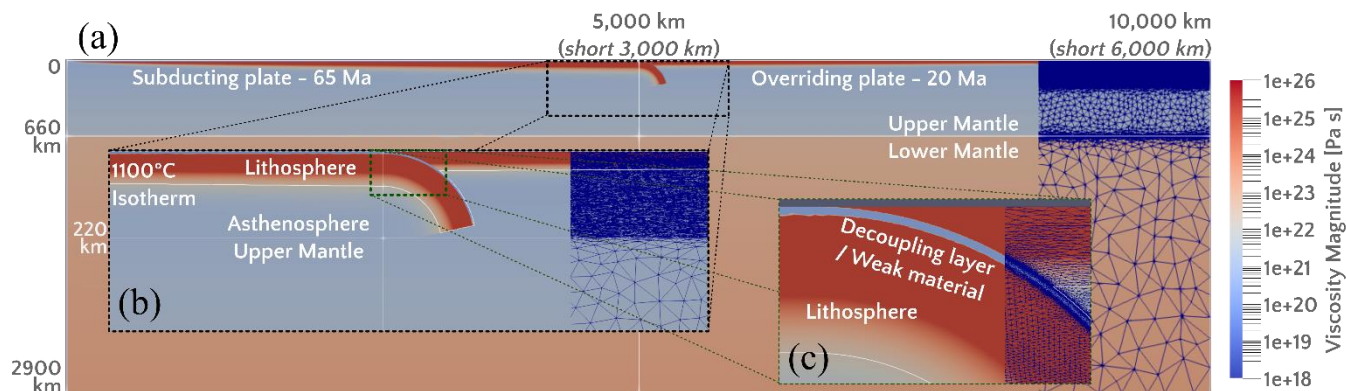 (a)
5,000 km
(short 3,000 km)
10,000 km
(short 6,000 km)
0
Subducting plate – 65 Ma
Overriding plate – 20 Ma
660
km
Upper Mantle
Lower Mantle
1100°C
Isotherm
Lithosphere
220
km
Asthenosphere
Upper Mantle
(b)
Decoupling layer
/ Weak material
Lithosphere
(c)
2900
km
1e+26
1e+25
1e+24
1e+23
1e+22
1e+21
1e+20
1e+19
1e+18
Viscosity Magnitude [Pa s]